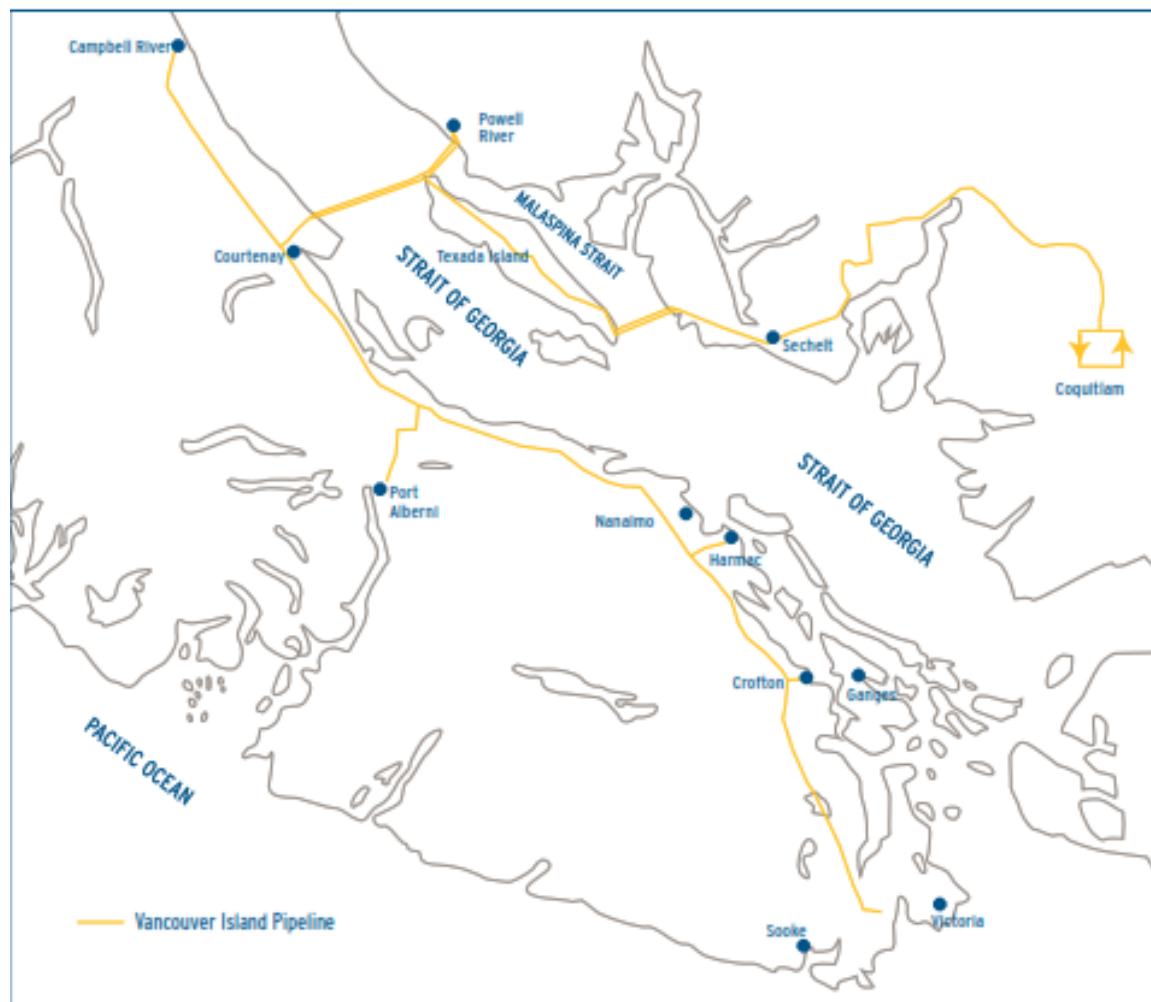 Campbell River
Powell
River
MALASPINA STRAIT
Courtenay
Texada Island
STRAIT OF GEORGIA
Sechelt
Coquitlam
STRAIT OF GEORGIA
Port
Alberni
Nanaimo
Harmac
Crofton
Ganges
PACIFIC OCEAN
Vancouver Island Pipeline
Victoria
Sooke